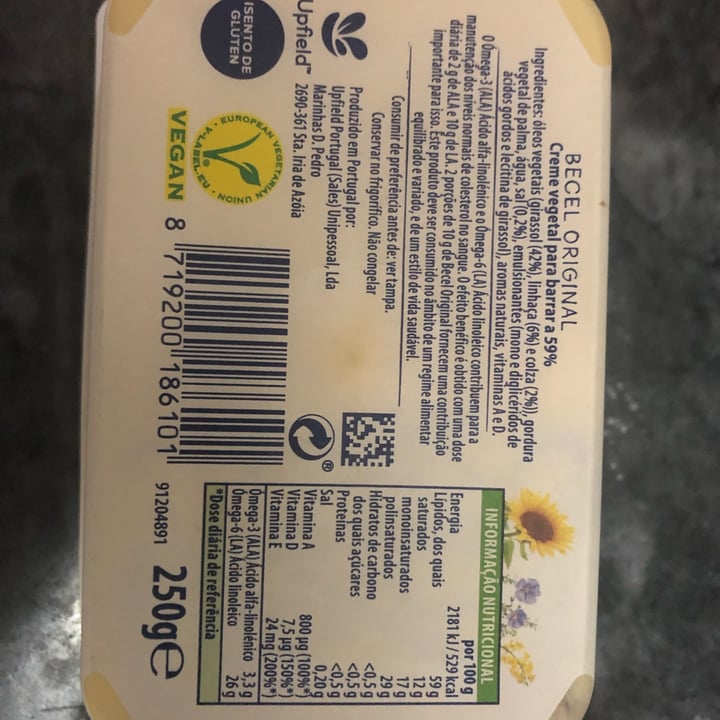 BECEL ORIGINAL
Creme vegetal para barrar a 59%
Ingredientes: óleos vegetais (girassol (42%), linhaça (6%) e colza (2%)), gordura
vegetal de palma, água, sal (0,2%), emulsionantes (mono e diglicéridos de
ácidos gordos e lecitina de girassol), aromas naturais, vitaminas A e D.
O Ómega-3 (ALA) Ácido alfa-linolénico e o Ómega-6 (LA) Ácido linoleico contribuem para a
manutenção dos níveis normais de colesterol no sangue. O efeito benéfico é obtido com uma dose
diária de 2 g de ALA e 10 g de LA. 2 porções de 10 g de Becel Original fornecem uma contribuição
importante para isso. Este produto deve ser consumido no âmbito de um regime alimentar
equilibrado e variado, e de um estilo de vida saudável.
Consumir de preferência antes de: ver tampa.
Conservar no frigorífico. Não congelar
Produzido em Portugal por:
Upfield Portugal (Sales) Unipessoal, Lda
Marinhas D. Pedro
2690-361 Sta. Iria de Azóia
Upfield™
ISENTO DE
GLUTEN
EUROPEAN VEGETARIAN UNION
V-LABEL.EU
VEGAN
8 719200 186101
®
INFORMAÇÃO NUTRICIONAL
por 100 g
Energia 2181 kJ / 529 kcal
Lípidos, dos quais 59 g
saturados 12 g
monoinsaturados 17 g
polinsaturados 29 g
Hidratos de carbono <0,5 g
dos quais açúcares <0,5 g
Proteínas <0,5 g
Sal 0,20 g
Vitamina A 800 µg (100%*)
Vitamina D 7,5 µg (150%*)
Vitamina E 24 mg (200%*)
Ómega-3 (ALA) Ácido alfa-linolénico 3,3 g
Ómega-6 (LA) Ácido linoleico 26 g
*Dose diária de referência
91204891
250g e